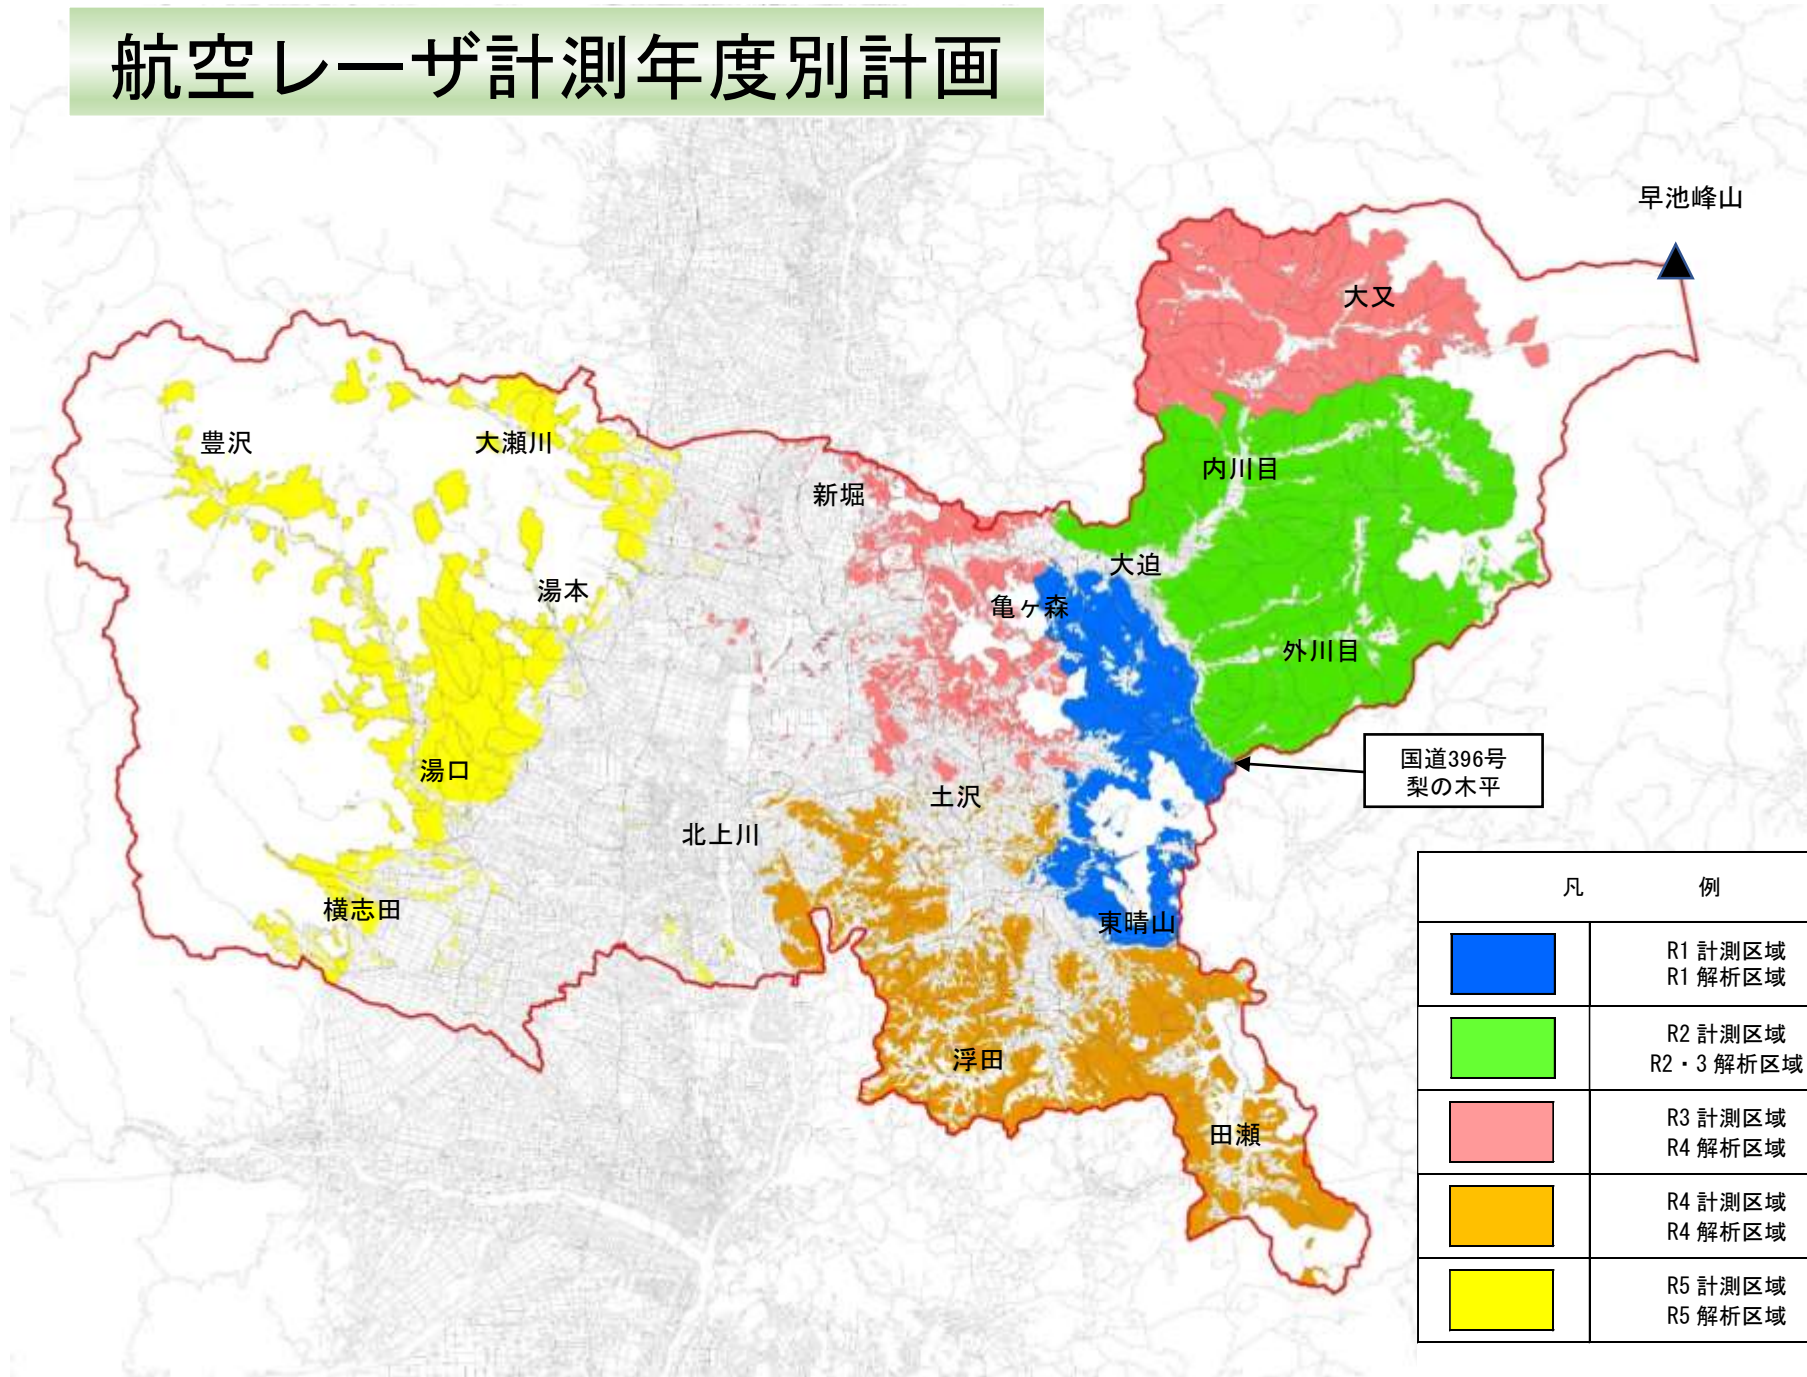 航空レーザ計測年度別計画
早池峰山
大又
豊沢
大瀬川
内川目
新堀
大迫
湯本
亀ヶ森
外川目
国道396号
梨の木平
湯口
土沢
北上川
横志田
東晴山
浮田
田瀬
凡 例
R1 計測区域
R1 解析区域
R2 計測区域
R2・3 解析区域
R3 計測区域
R4 解析区域
R4 計測区域
R4 解析区域
R5 計測区域
R5 解析区域